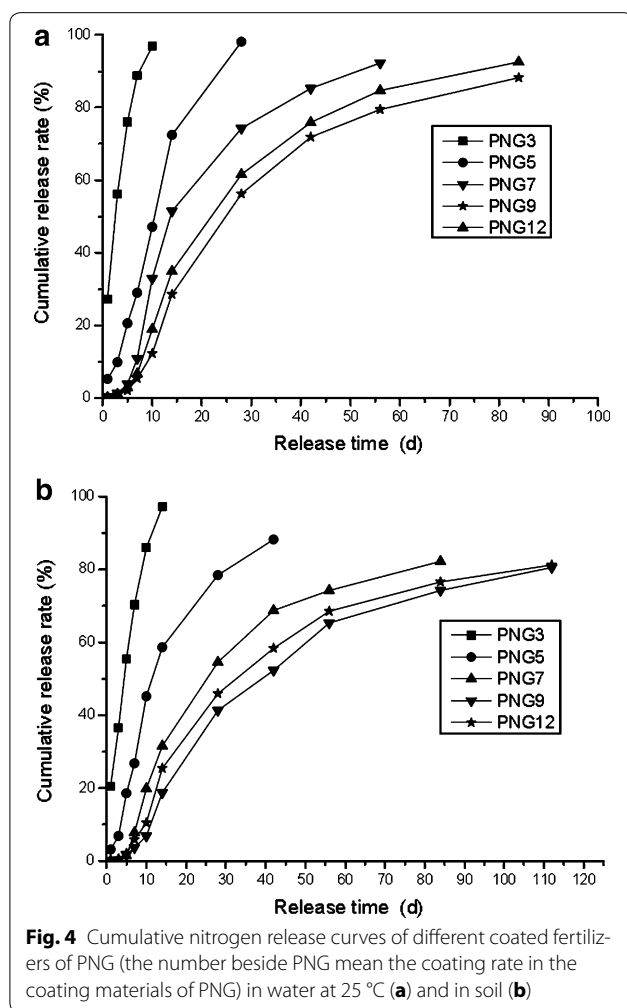 a
100
80
60
40
20
0
Cumulative release rate (%)
PNG3
PNG5
PNG7
PNG9
PNG12
0 10 20 30 40 50 60 70 80 90 100
Release time (d)
b
100
80
60
40
20
0
Cumulative release rate (%)
PNG3
PNG5
PNG7
PNG9
PNG12
0 10 20 30 40 50 60 70 80 90 100 110 120
Release time (d)
Fig. 4 Cumulative nitrogen release curves of different coated fertiliz-
ers of PNG (the number beside PNG mean the coating rate in the
coating materials of PNG) in water at 25 °C (a) and in soil (b)